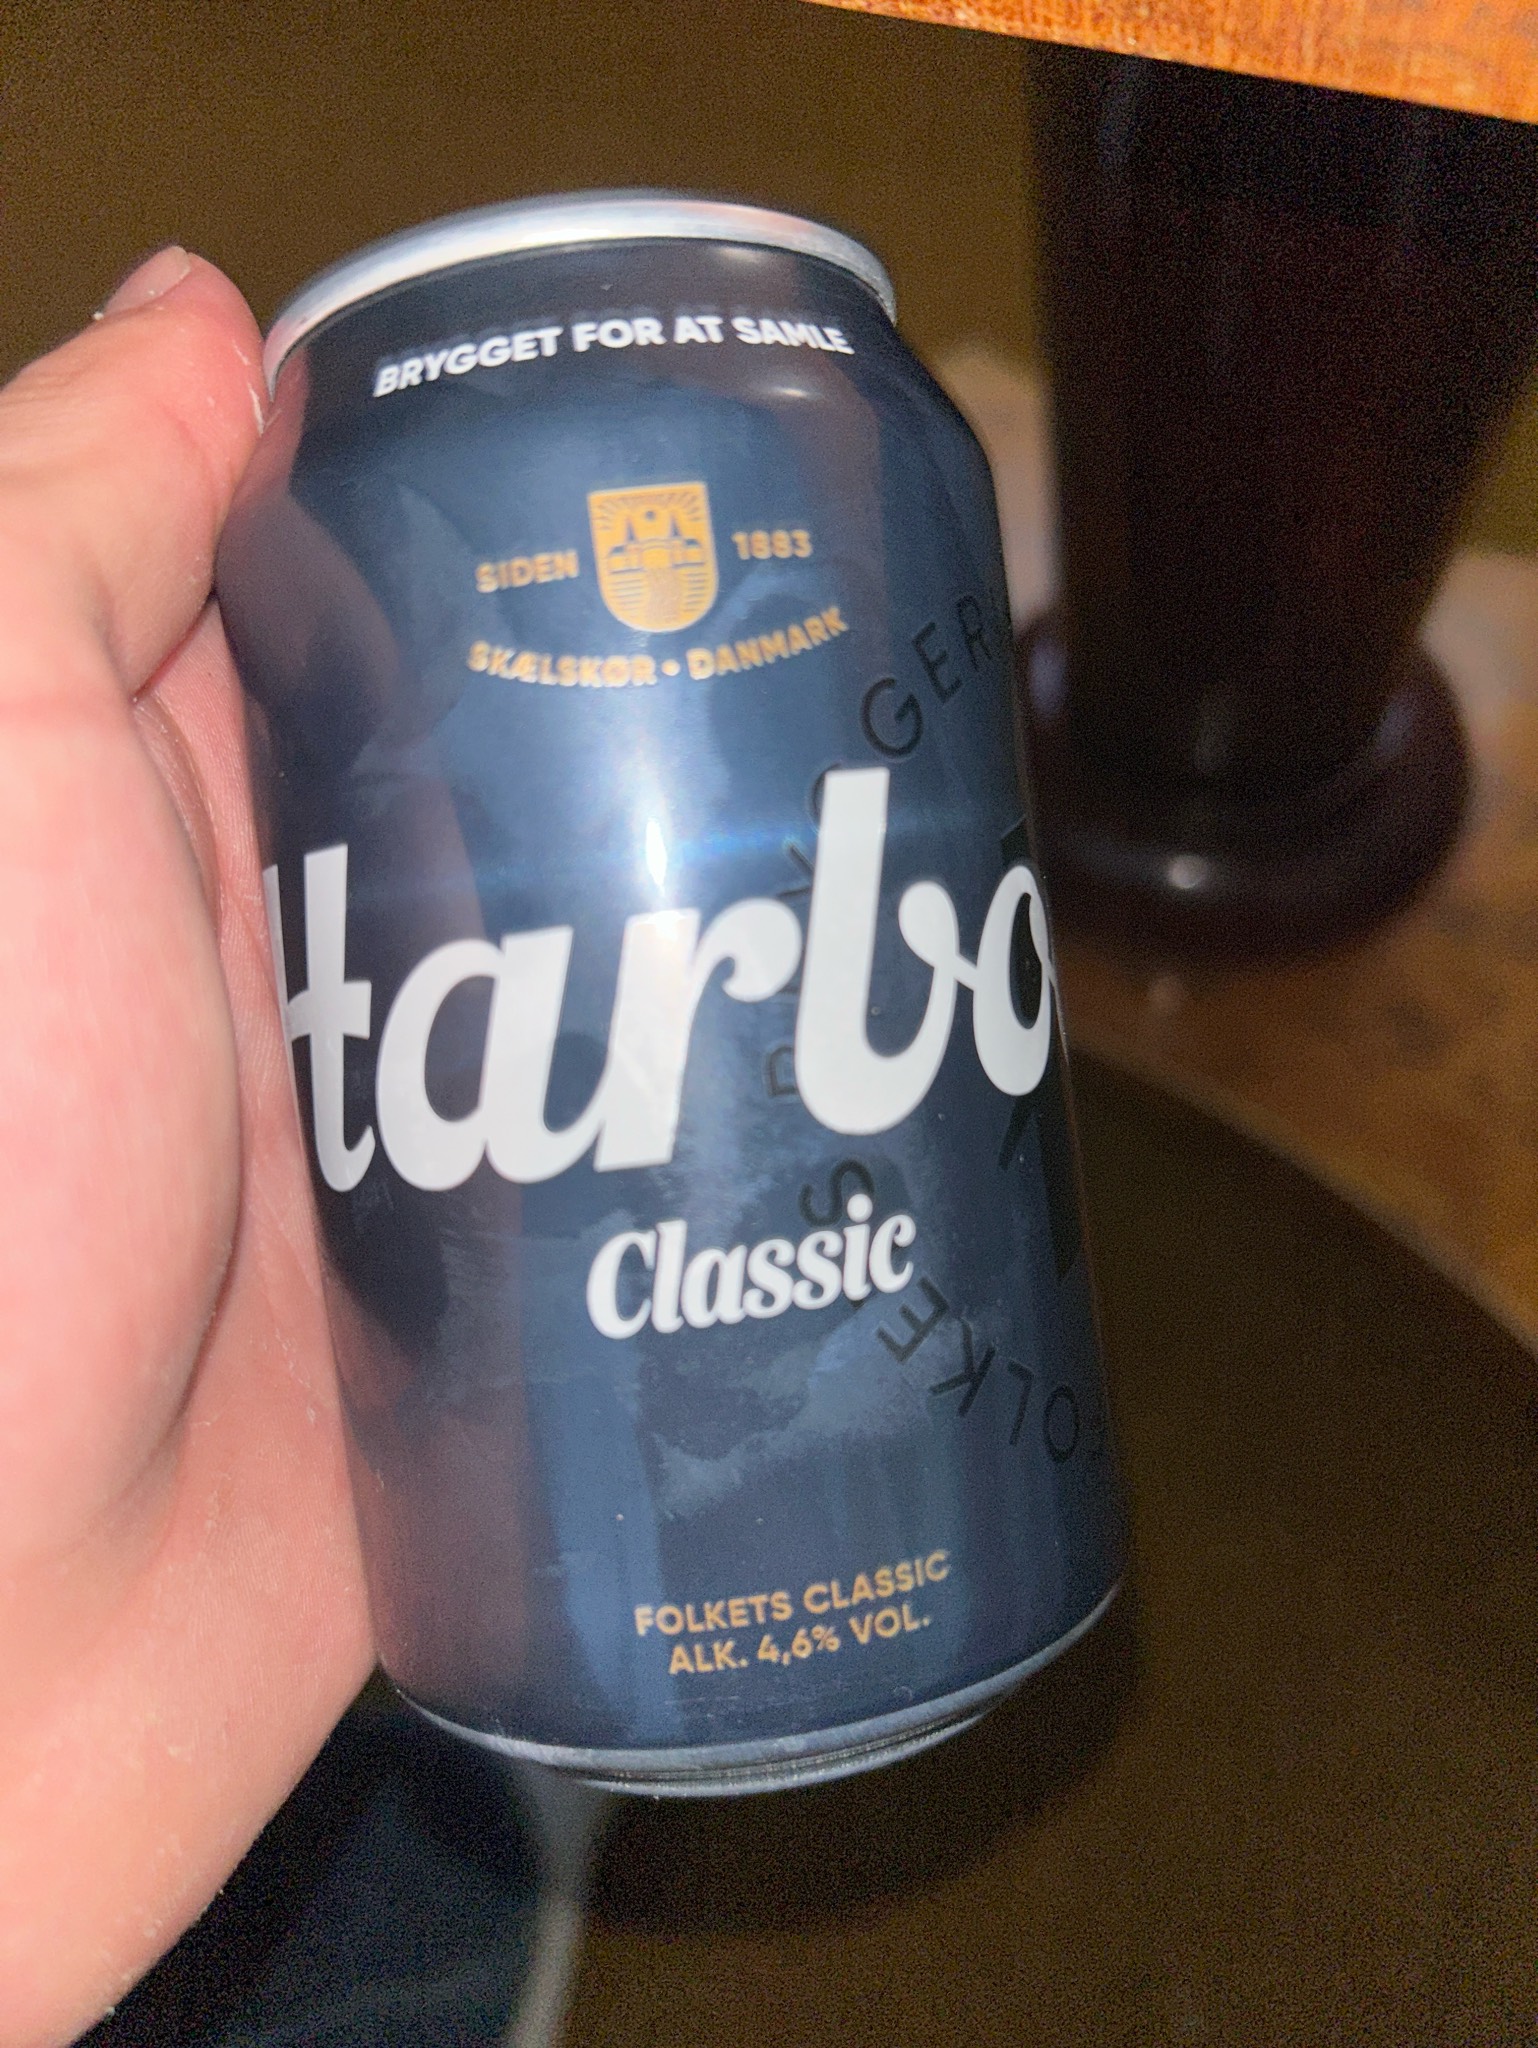 BRYGGET FOR AT SAMLE
SIDEN 1883
SKÆLSKØR • DANMARK
Harbo
Classic
FOLKETS CLASSIC
ALK. 4,6% VOL.